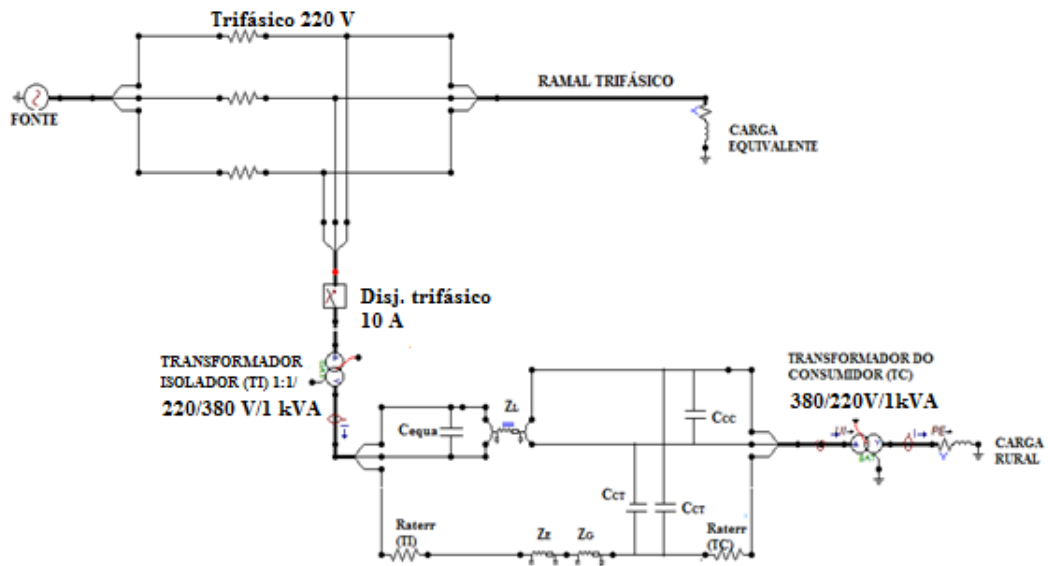 Trifásico 220 V
FONTE
RAMAL TRIFÁSICO
CARGA
EQUIVALENTE
Disj. trifásico
10 A
TRANSFORMADOR
ISOLADOR (TI) 1:1/
220/380 V/1 kVA
TRANSFORMADOR DO
CONSUMIDOR (TC)
380/220V/1kVA
Cequa
ZL
CCC
CARGA
RURAL
CCT
CCT
Raterr
(TI)
ZE
ZG
Raterr
(TC)